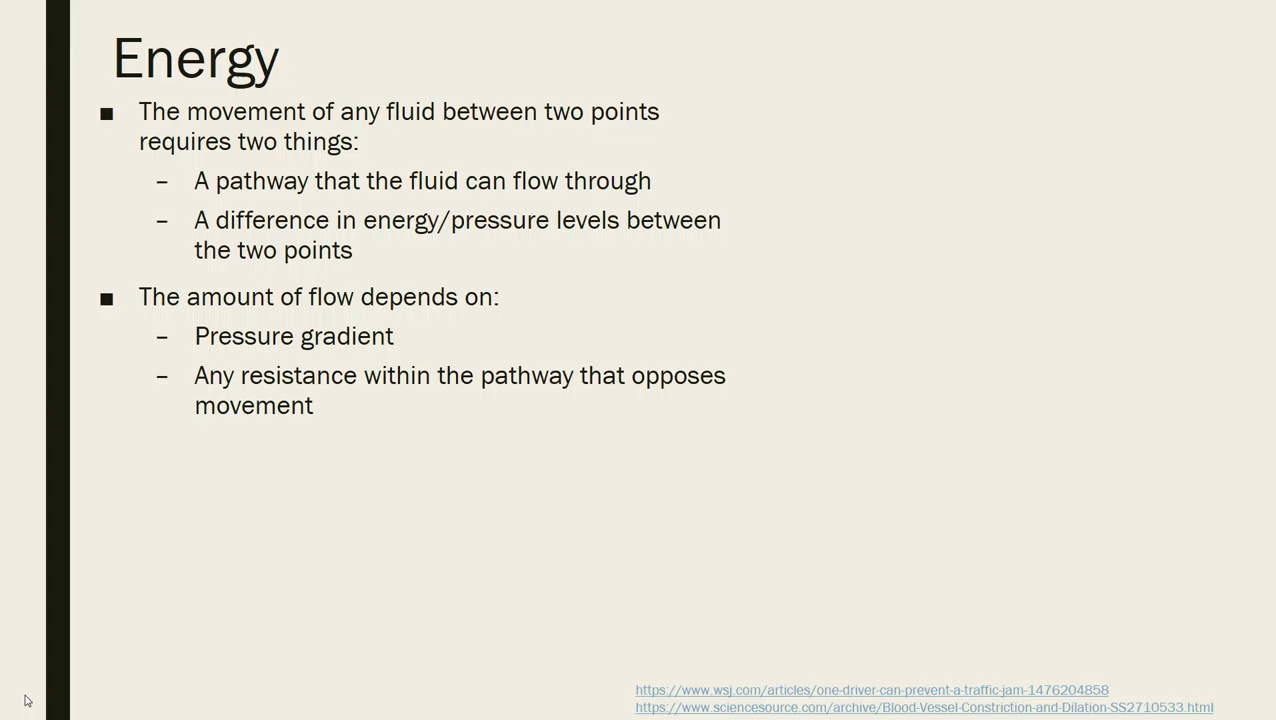 Energy
■ The movement of any fluid between two points
requires two things:
– A pathway that the fluid can flow through
– A difference in energy/pressure levels between
the two points
■ The amount of flow depends on:
– Pressure gradient
– Any resistance within the pathway that opposes
movement
https://www.wsj.com/articles/one-driver-can-prevent-a-traffic-jam-1476204858
https://www.sciencesource.com/archive/Blood-Vessel-Constriction-and-Dilation-SS2710533.html